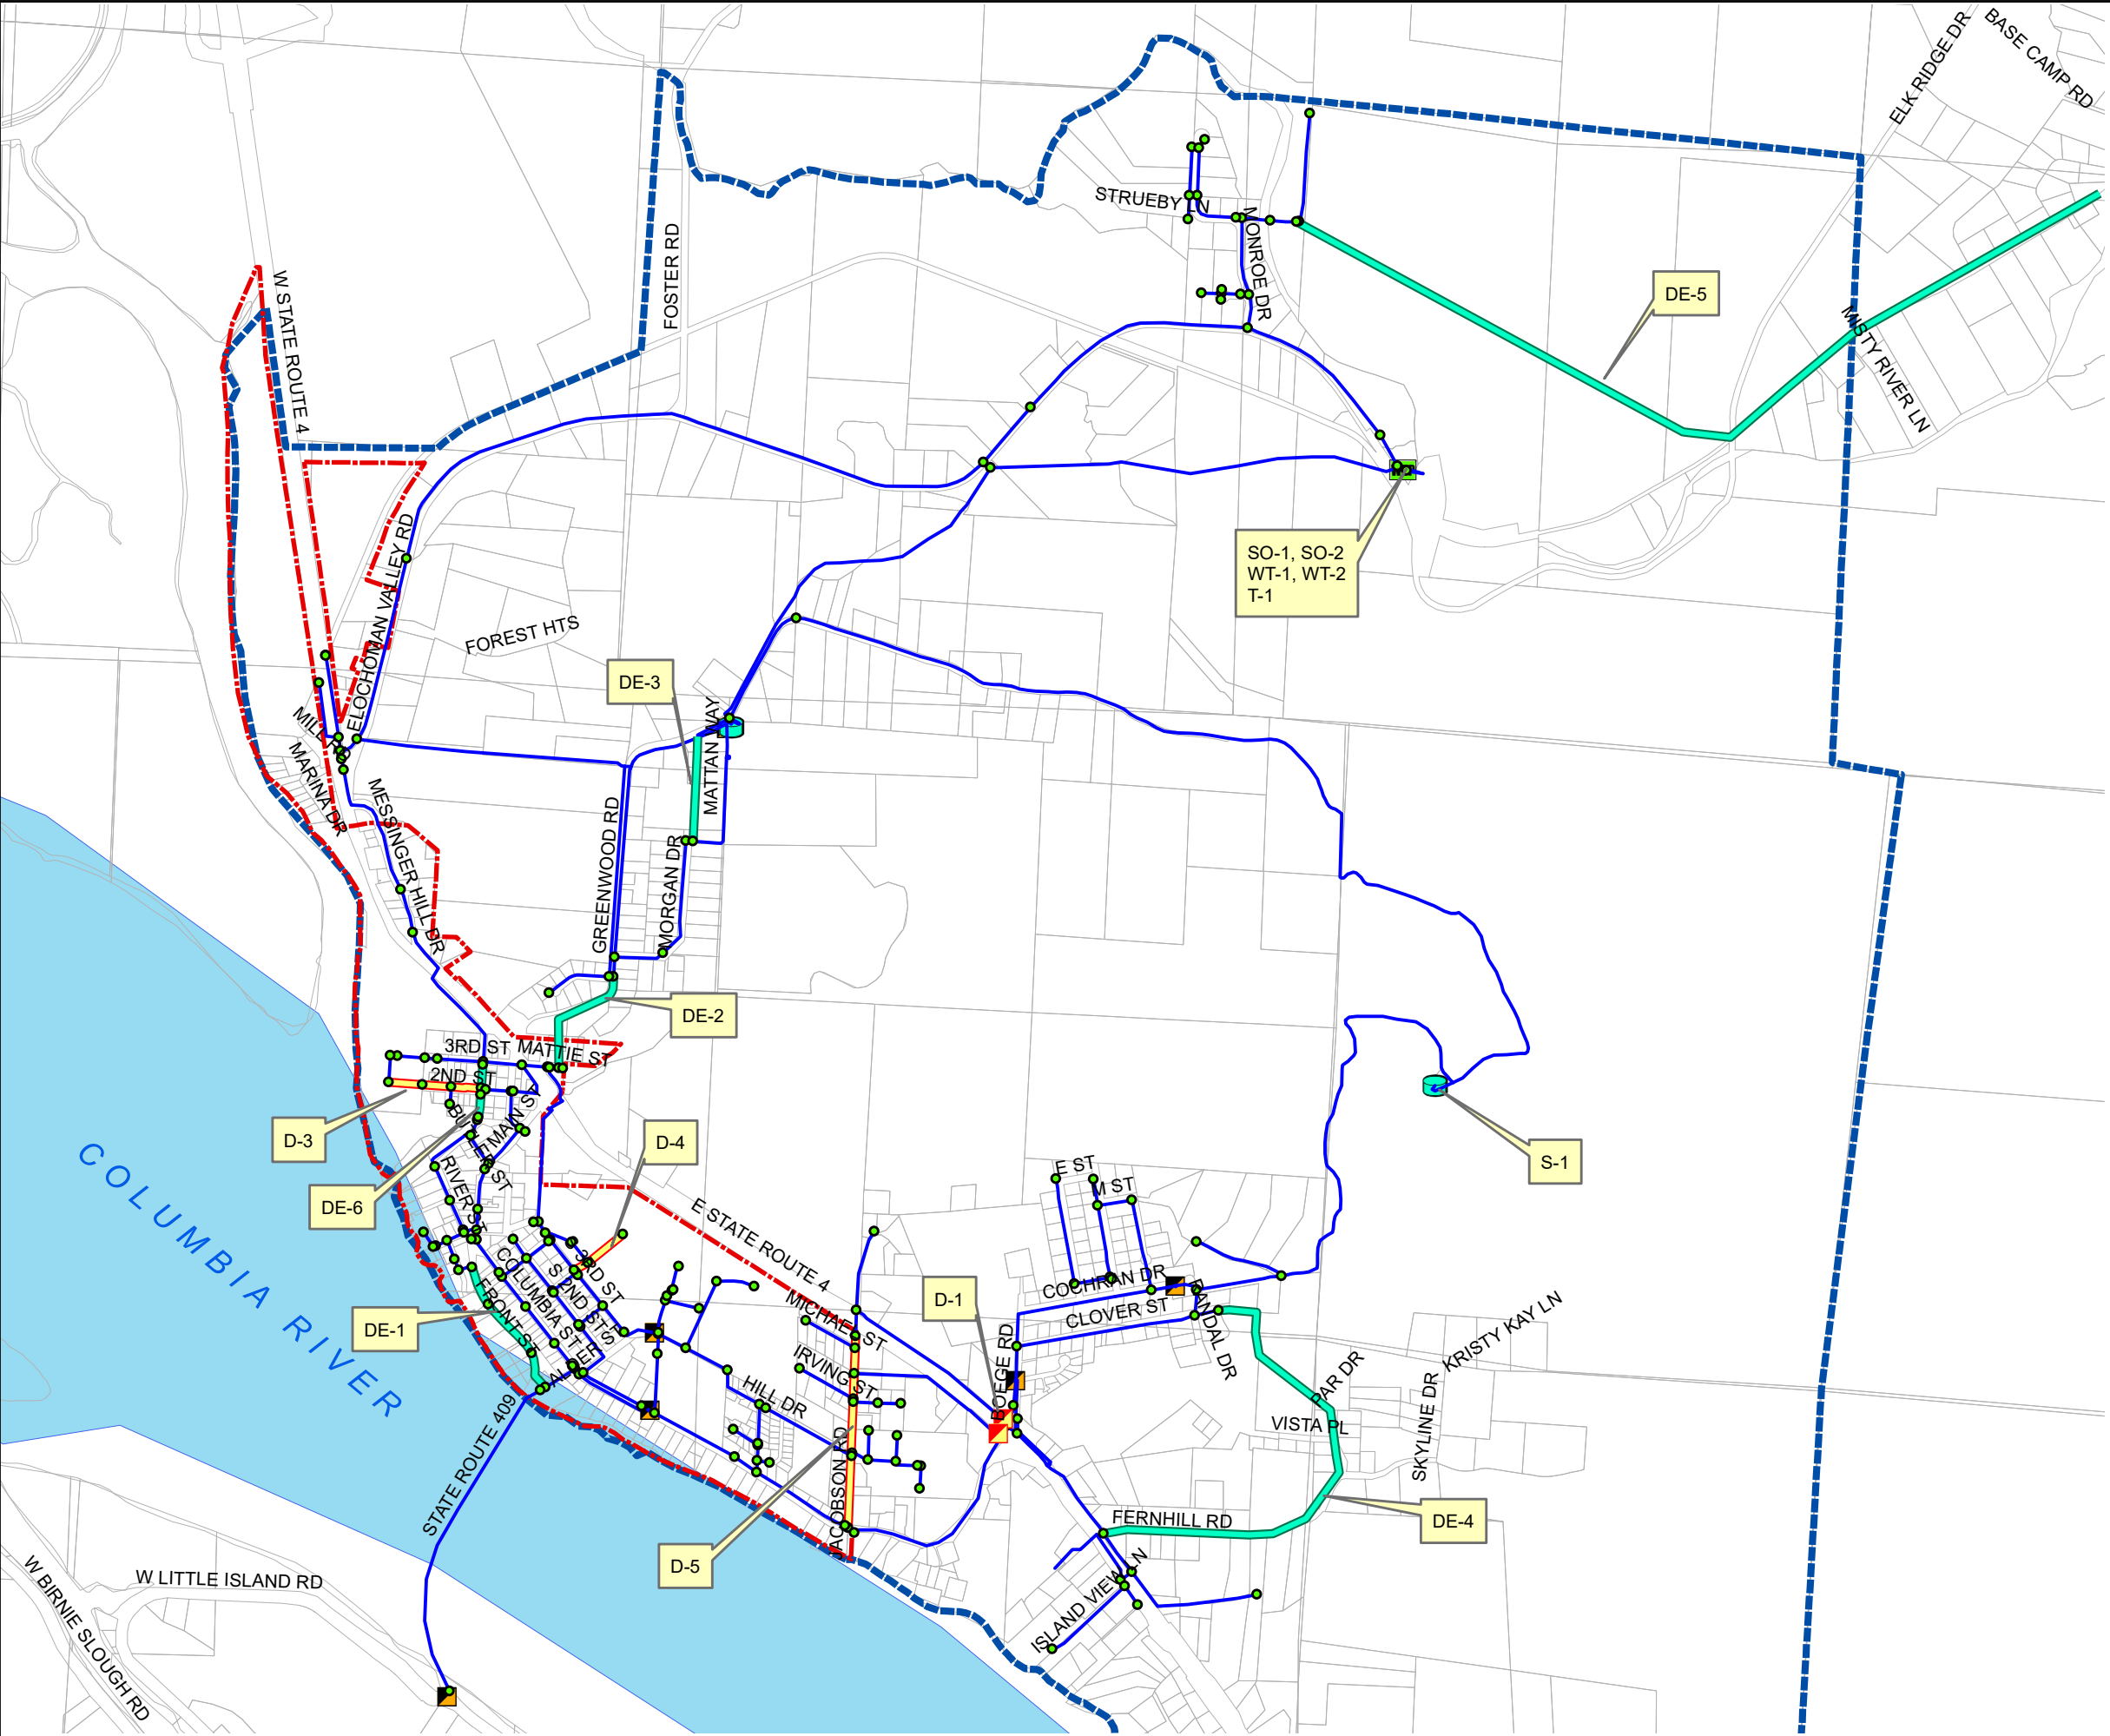 ELK RIDGE DR
BASE CAMP RD
STRUEBY LN
MONROE DR
FOSTER RD
W STATE ROUTE 4
DE-5
MISTY RIVER LN
SO-1, SO-2
WT-1, WT-2
T-1
ELOCHOMAN VALLEY RD
FOREST HTS
DE-3
MATTAN WAY
MILL RD
MARINA DR
MESSINGER HILL DR
GREENWOOD RD
MORGAN DR
DE-2
3RD ST
MATTIE ST
2ND ST
D-3
BUTLER ST
MAIN ST
D-4
DE-6
RIVER ST
S-1
E ST
M ST
E STATE ROUTE 4
COLUMBIA RIVER
3RD ST
S 2ND ST
COLUMBIA ST
FRONT ST
DE-1
ALDER ST
MICHAEL ST
IRVING ST
HILL DR
D-1
COCHRAN DR
CLOVER ST
RANDAL DR
BOEGE RD
KRISTY KAY LN
PAR DR
VISTA PL
SKYLINE DR
STATE ROUTE 409
JACOBSON RD
D-5
FERNHILL RD
DE-4
ISLAND VIEW LN
W LITTLE ISLAND RD
W BIRNIE SLOUGH RD